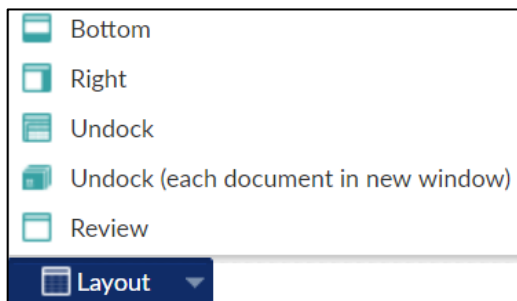 Bottom
Right
Undock
Undock (each document in new window)
Review
Layout